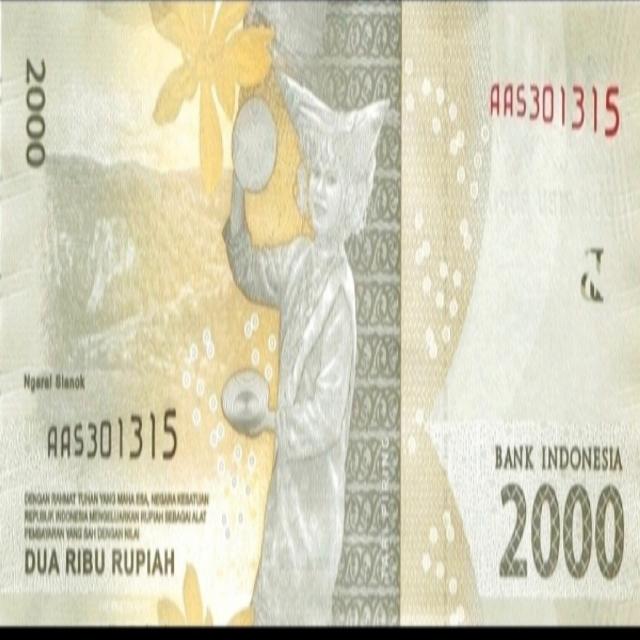 2000
AAS301315
Ngarai Sianok
AAS301315
DENGAN RAHMAT TUHAN YANG MAHA ESA, NEGARA KESATUAN
REPUBLIK INDONESIA MENGELUARKAN RUPIAH SEBAGAI ALAT
PEMBAYARAN YANG SAH DENGAN NILAI
DUA RIBU RUPIAH
BANK INDONESIA
2000